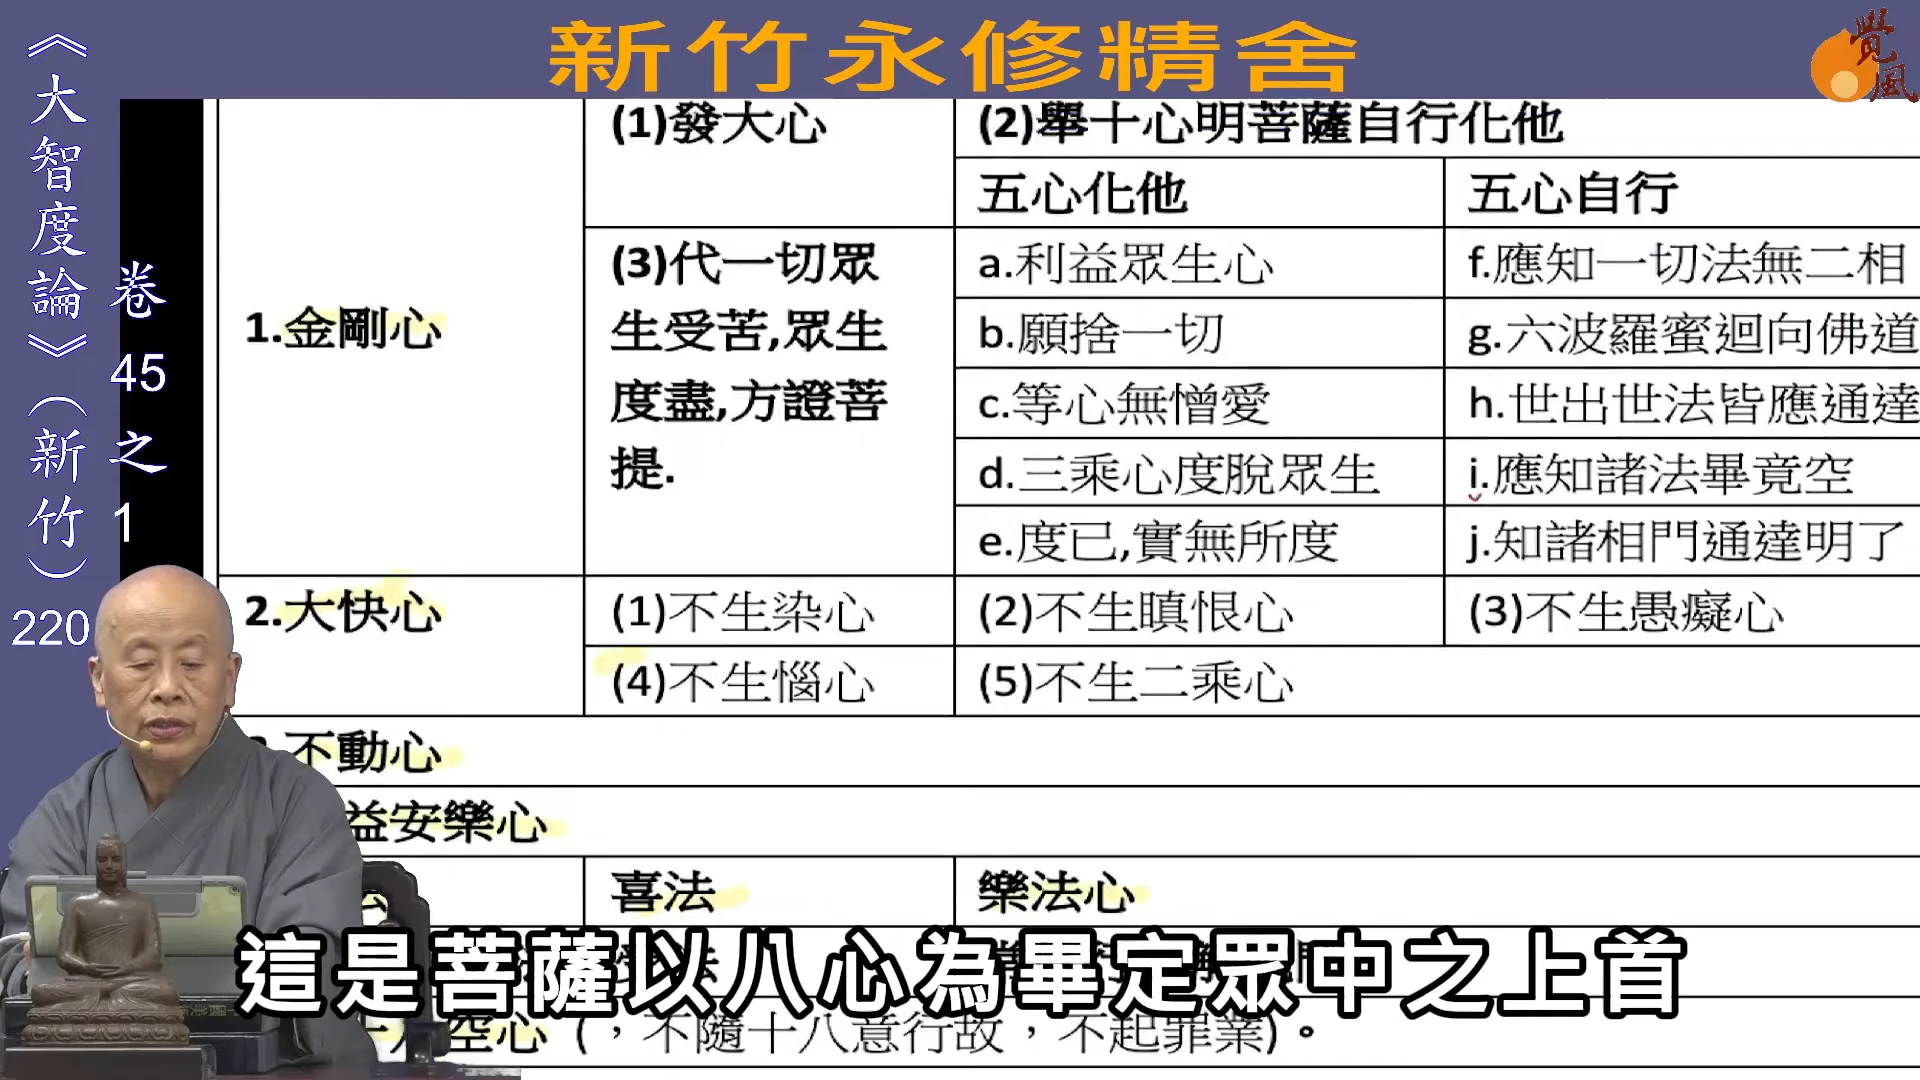 新竹永修精舍
覺風
《大智度論》(新竹)220
卷45之1
(1)發大心
(2)舉十心明菩薩自行化他
五心化他
五心自行
1.金剛心
(3)代一切眾生受苦,眾生度盡,方證菩提.
a.利益眾生心
f.應知一切法無二相
b.願捨一切
g.六波羅蜜迴向佛道
c.等心無憎愛
h.世出世法皆應通達
d.三乘心度脫眾生
i.應知諸法畢竟空
e.度已,實無所度
j.知諸相門通達明了
2.大快心
(1)不生染心
(2)不生瞋恨心
(3)不生愚癡心
(4)不生惱心
(5)不生二乘心
不動心
益安樂心
喜法
樂法心
這是菩薩以八心為畢定眾中之上首
空心(，不隨十八意行故，不起罪業)。